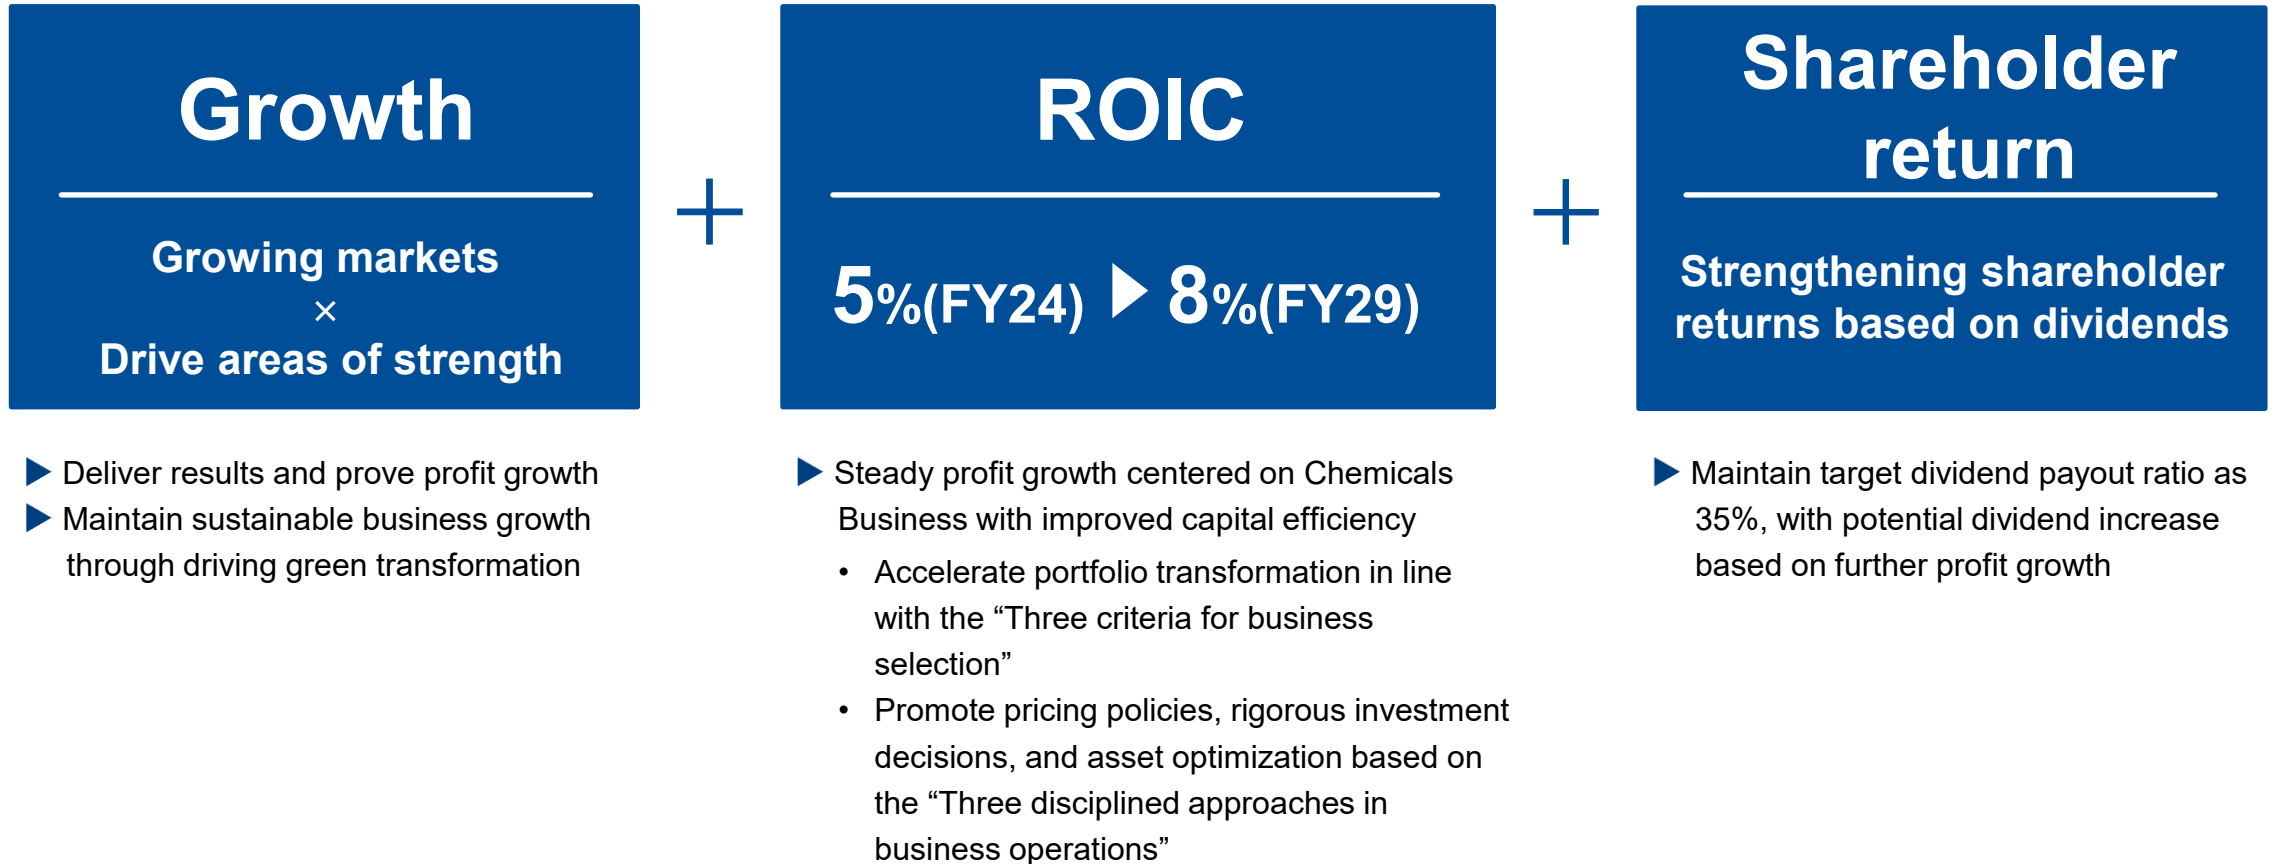 Growth
Growing markets
×
Drive areas of strength
▶ Deliver results and prove profit growth
▶ Maintain sustainable business growth
through driving green transformation
+
ROIC
5%(FY24) ▶ 8%(FY29)
▶ Steady profit growth centered on Chemicals
Business with improved capital efficiency
• Accelerate portfolio transformation in line
with the “Three criteria for business
selection”
• Promote pricing policies, rigorous investment
decisions, and asset optimization based on
the “Three disciplined approaches in
business operations”
+
Shareholder
return
Strengthening shareholder
returns based on dividends
▶ Maintain target dividend payout ratio as
35%, with potential dividend increase
based on further profit growth